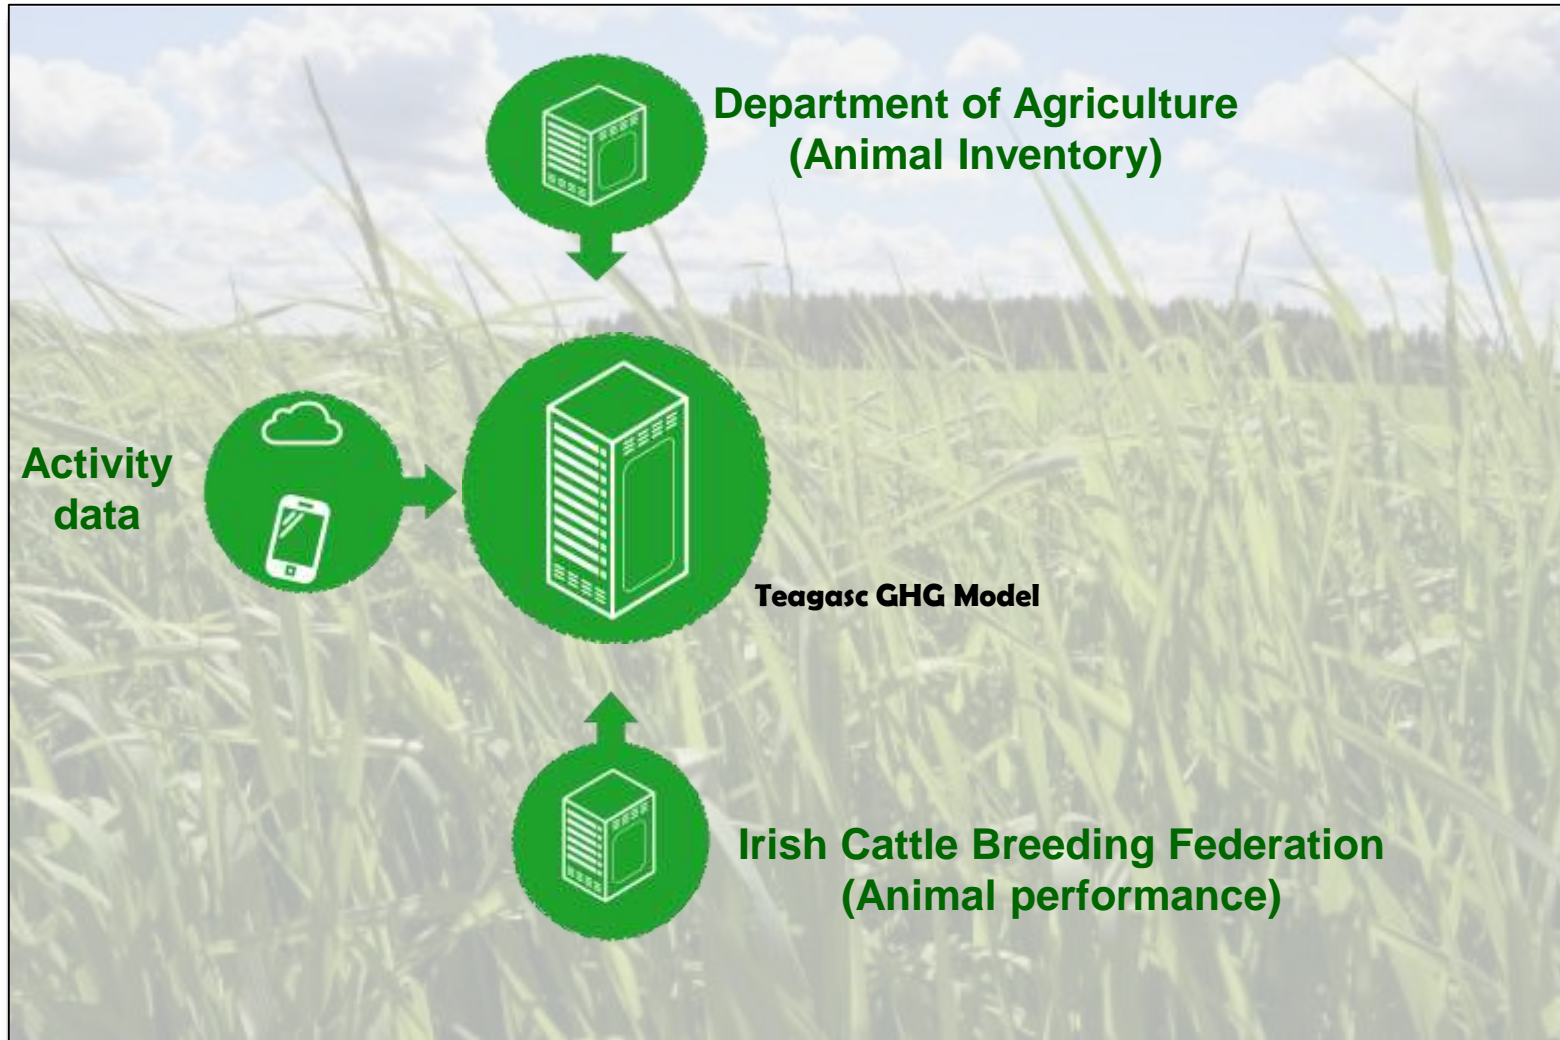 Department of Agriculture
(Animal Inventory)
Activity
data
Teagasc GHG Model
Irish Cattle Breeding Federation
(Animal performance)